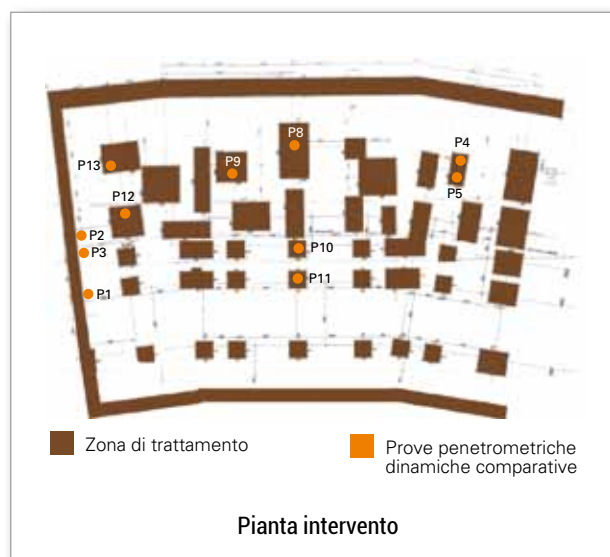 P8
P4
P13
P9
P5
P12
P2
P10
P3
P11
P1
Zona di trattamento
Prove penetrometriche
dinamiche comparative
Pianta intervento